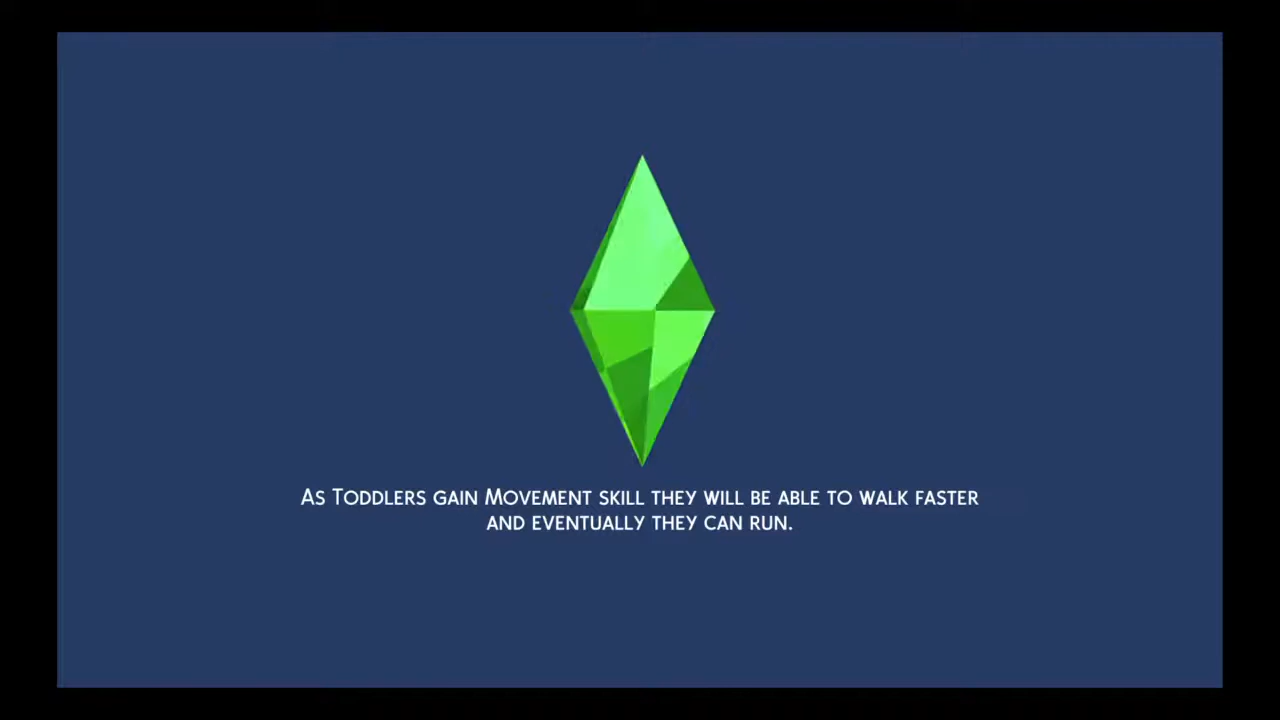 As Toddlers gain Movement skill they will be able to walk faster
and eventually they can run.